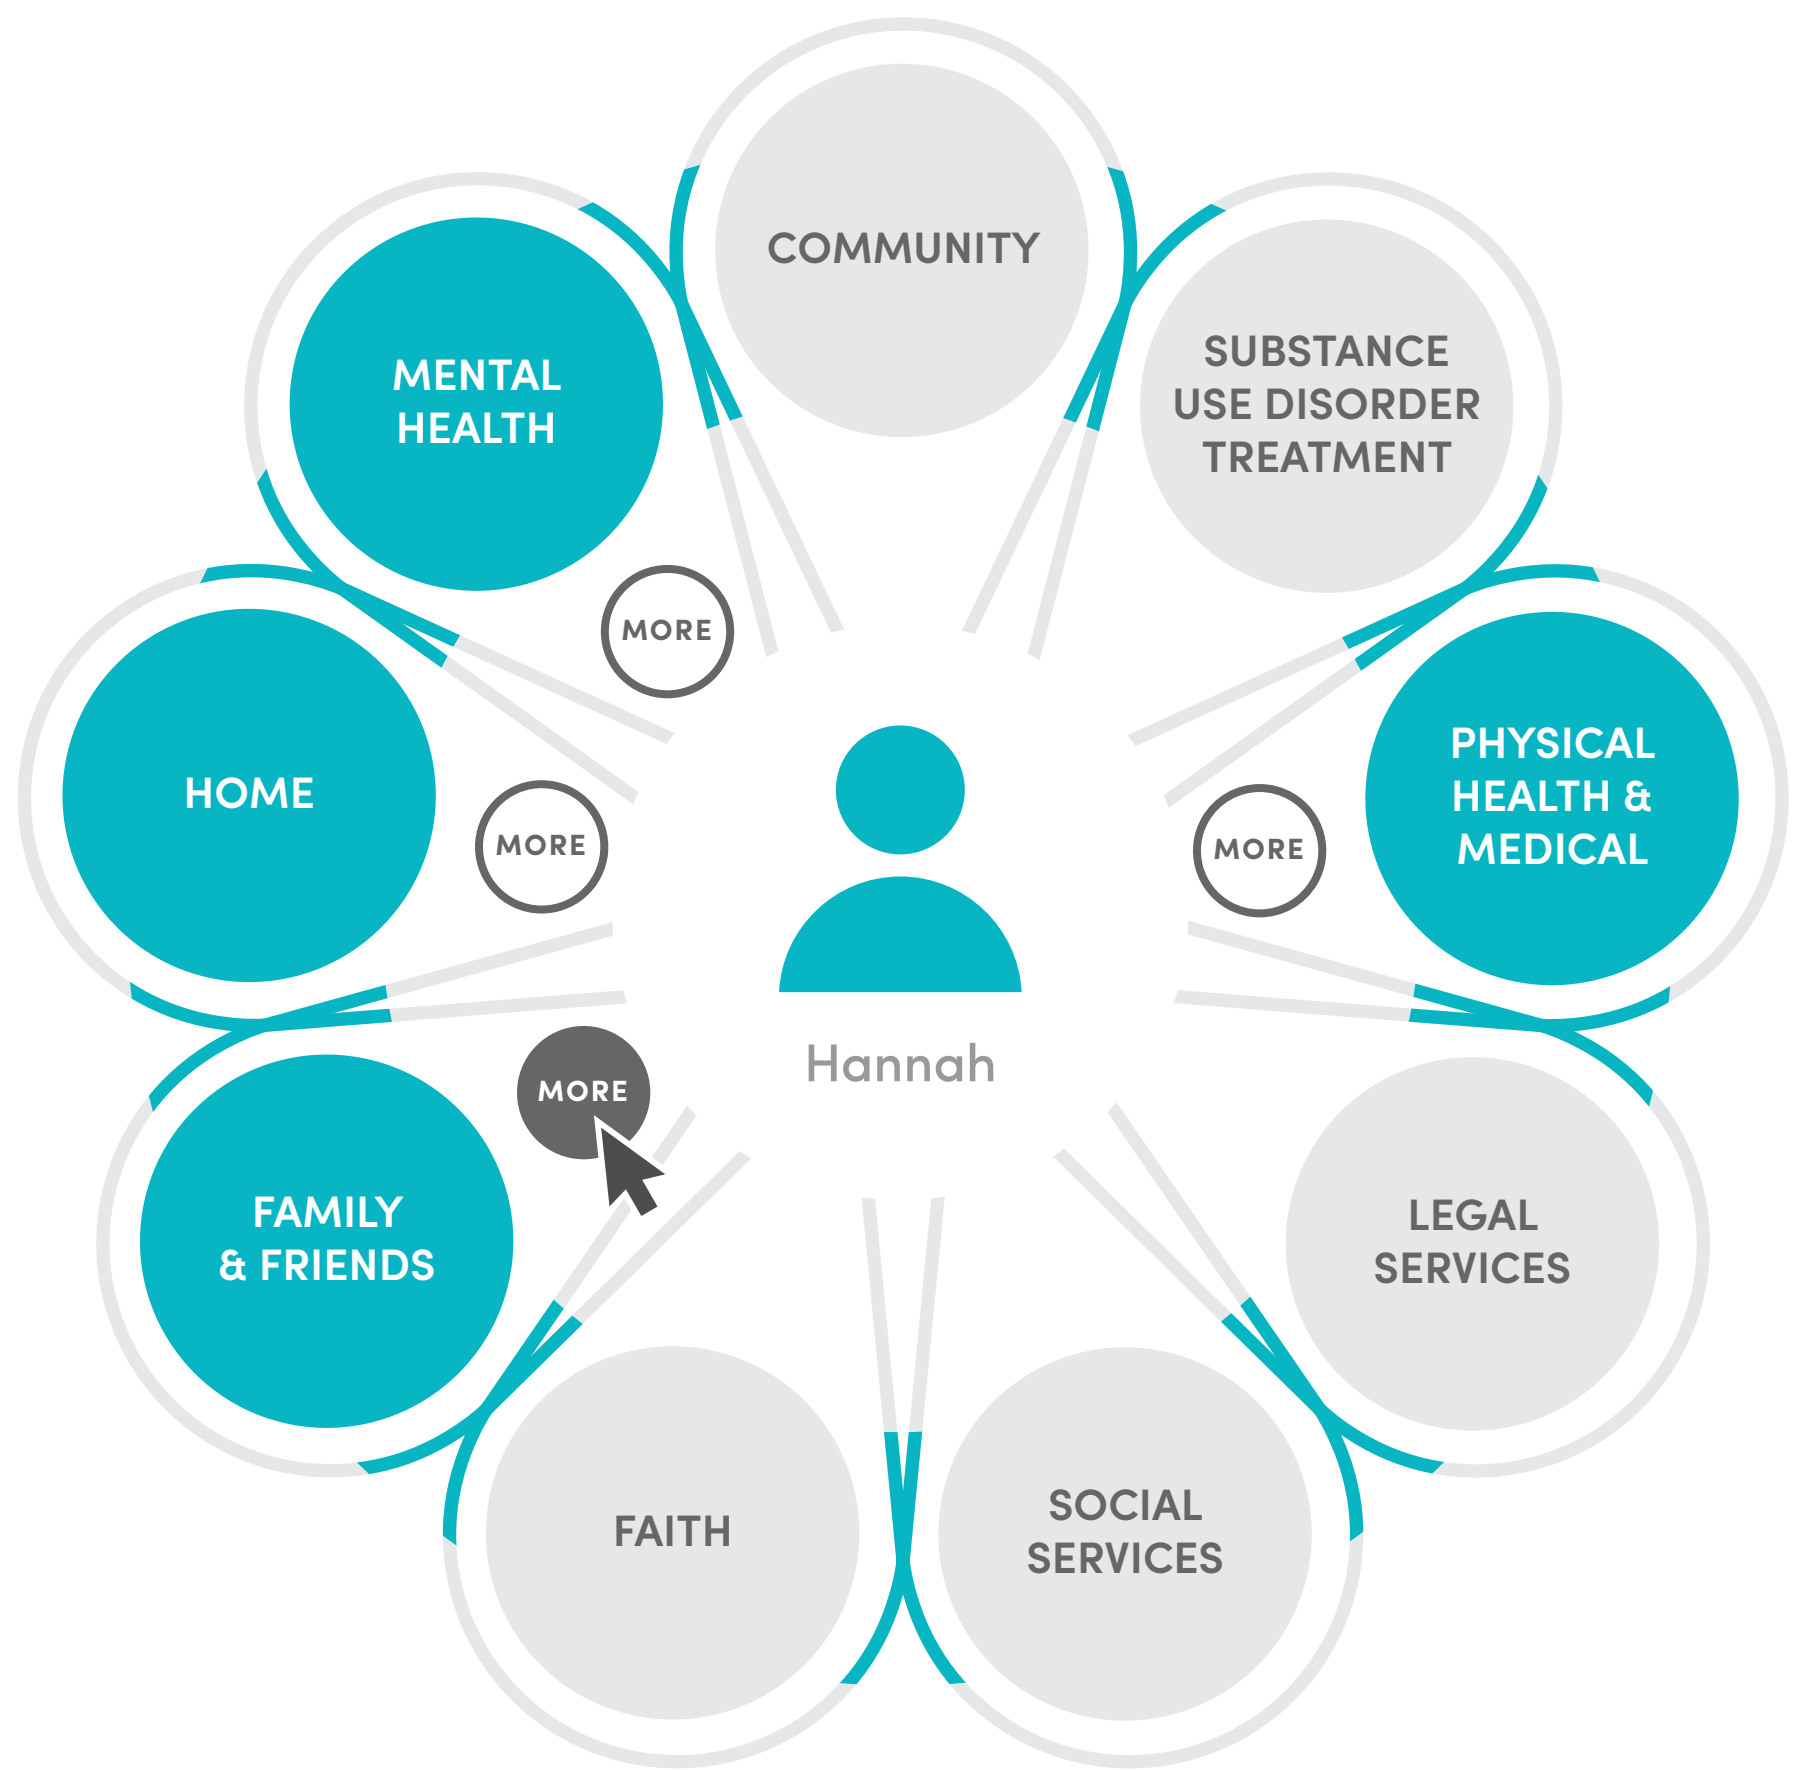 COMMUNITY
SUBSTANCE
USE DISORDER
TREATMENT
MENTAL
HEALTH
MORE
PHYSICAL
HEALTH &
MEDICAL
HOME
MORE
MORE
Hannah
MORE
FAMILY
& FRIENDS
LEGAL
SERVICES
FAITH
SOCIAL
SERVICES